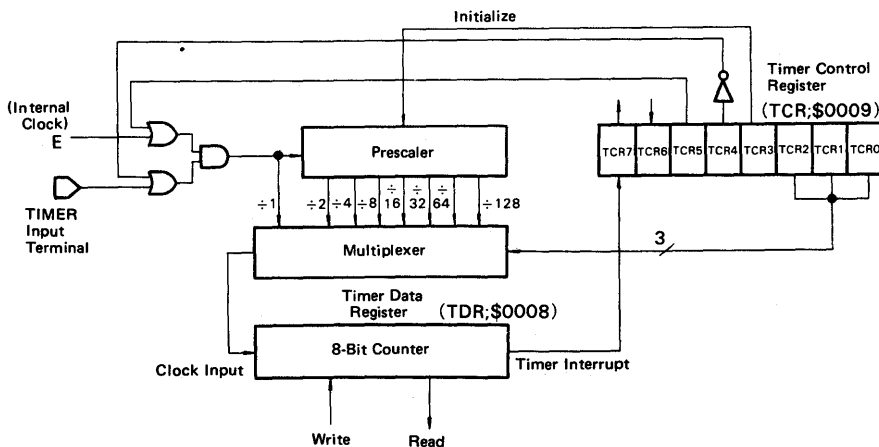 Initialize
Timer Control
Register
(TCR;$0009)
(Internal
Clock)
E
TIMER
Input
Terminal
Prescaler
TCR7 TCR6 TCR5 TCR4 TCR3 TCR2 TCR1 TCR0
÷1 ÷2 ÷4 ÷8 ÷16 ÷32 ÷64 ÷128
Multiplexer
3
Timer Data
Register (TDR;$0008)
8-Bit Counter
Clock Input
Timer Interrupt
Write
Read